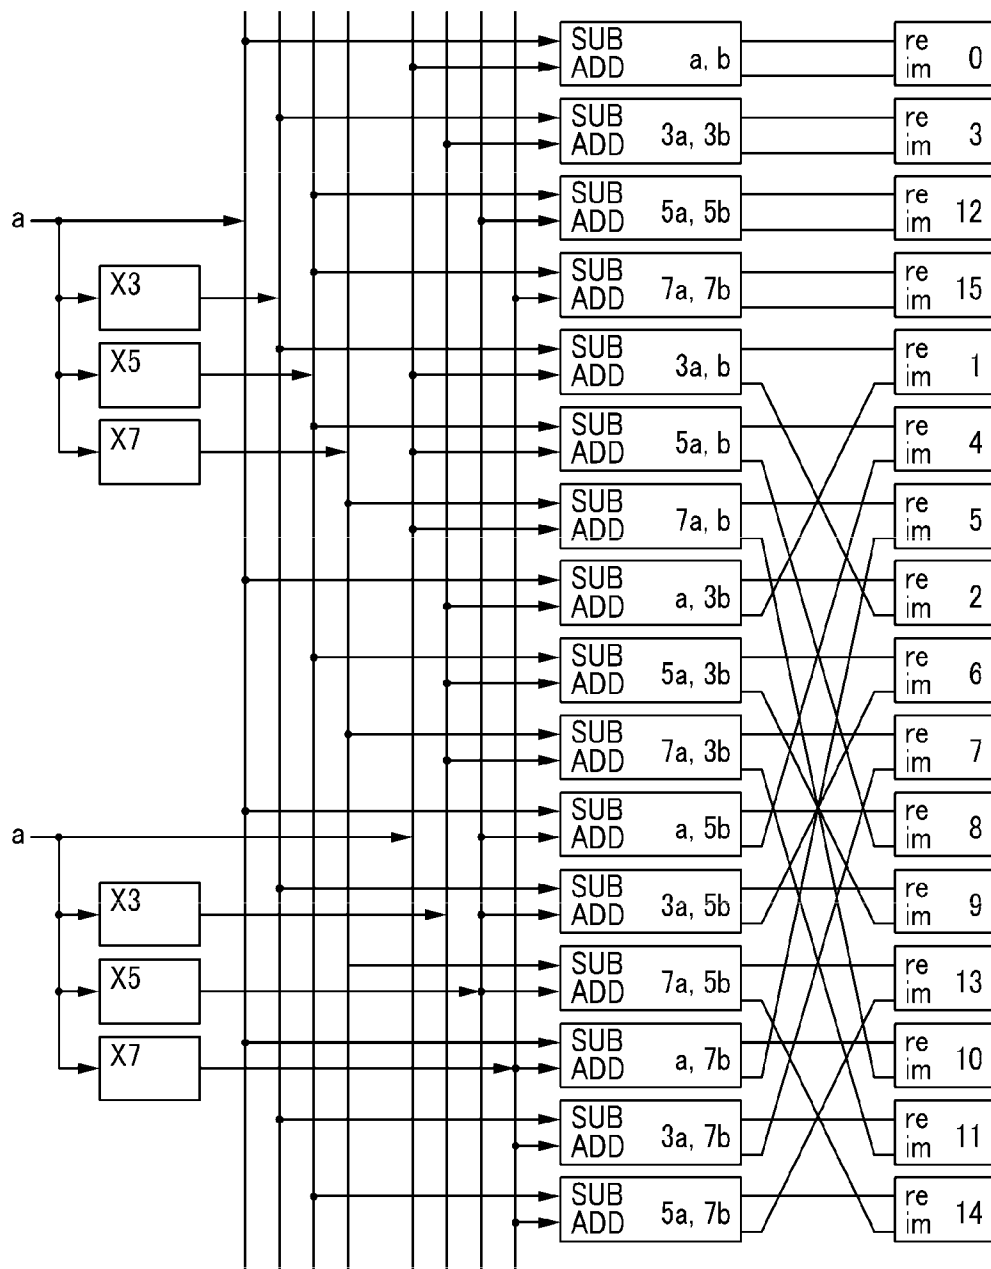 SUB
ADD a, b
re
im 0
SUB
ADD 3a, 3b
re
im 3
SUB
ADD 5a, 5b
re
im 12
a
SUB
ADD 7a, 7b
re
im 15
X3
SUB
ADD 3a, b
re
im 1
X5
SUB
ADD 5a, b
re
im 4
X7
SUB
ADD 7a, b
re
im 5
SUB
ADD a, 3b
re
im 2
SUB
ADD 5a, 3b
re
im 6
SUB
ADD 7a, 3b
re
im 7
SUB
ADD a, 5b
re
im 8
a
SUB
ADD 3a, 5b
re
im 9
X3
SUB
ADD 7a, 5b
re
im 13
X5
SUB
ADD a, 7b
re
im 10
X7
SUB
ADD 3a, 7b
re
im 11
SUB
ADD 5a, 7b
re
im 14